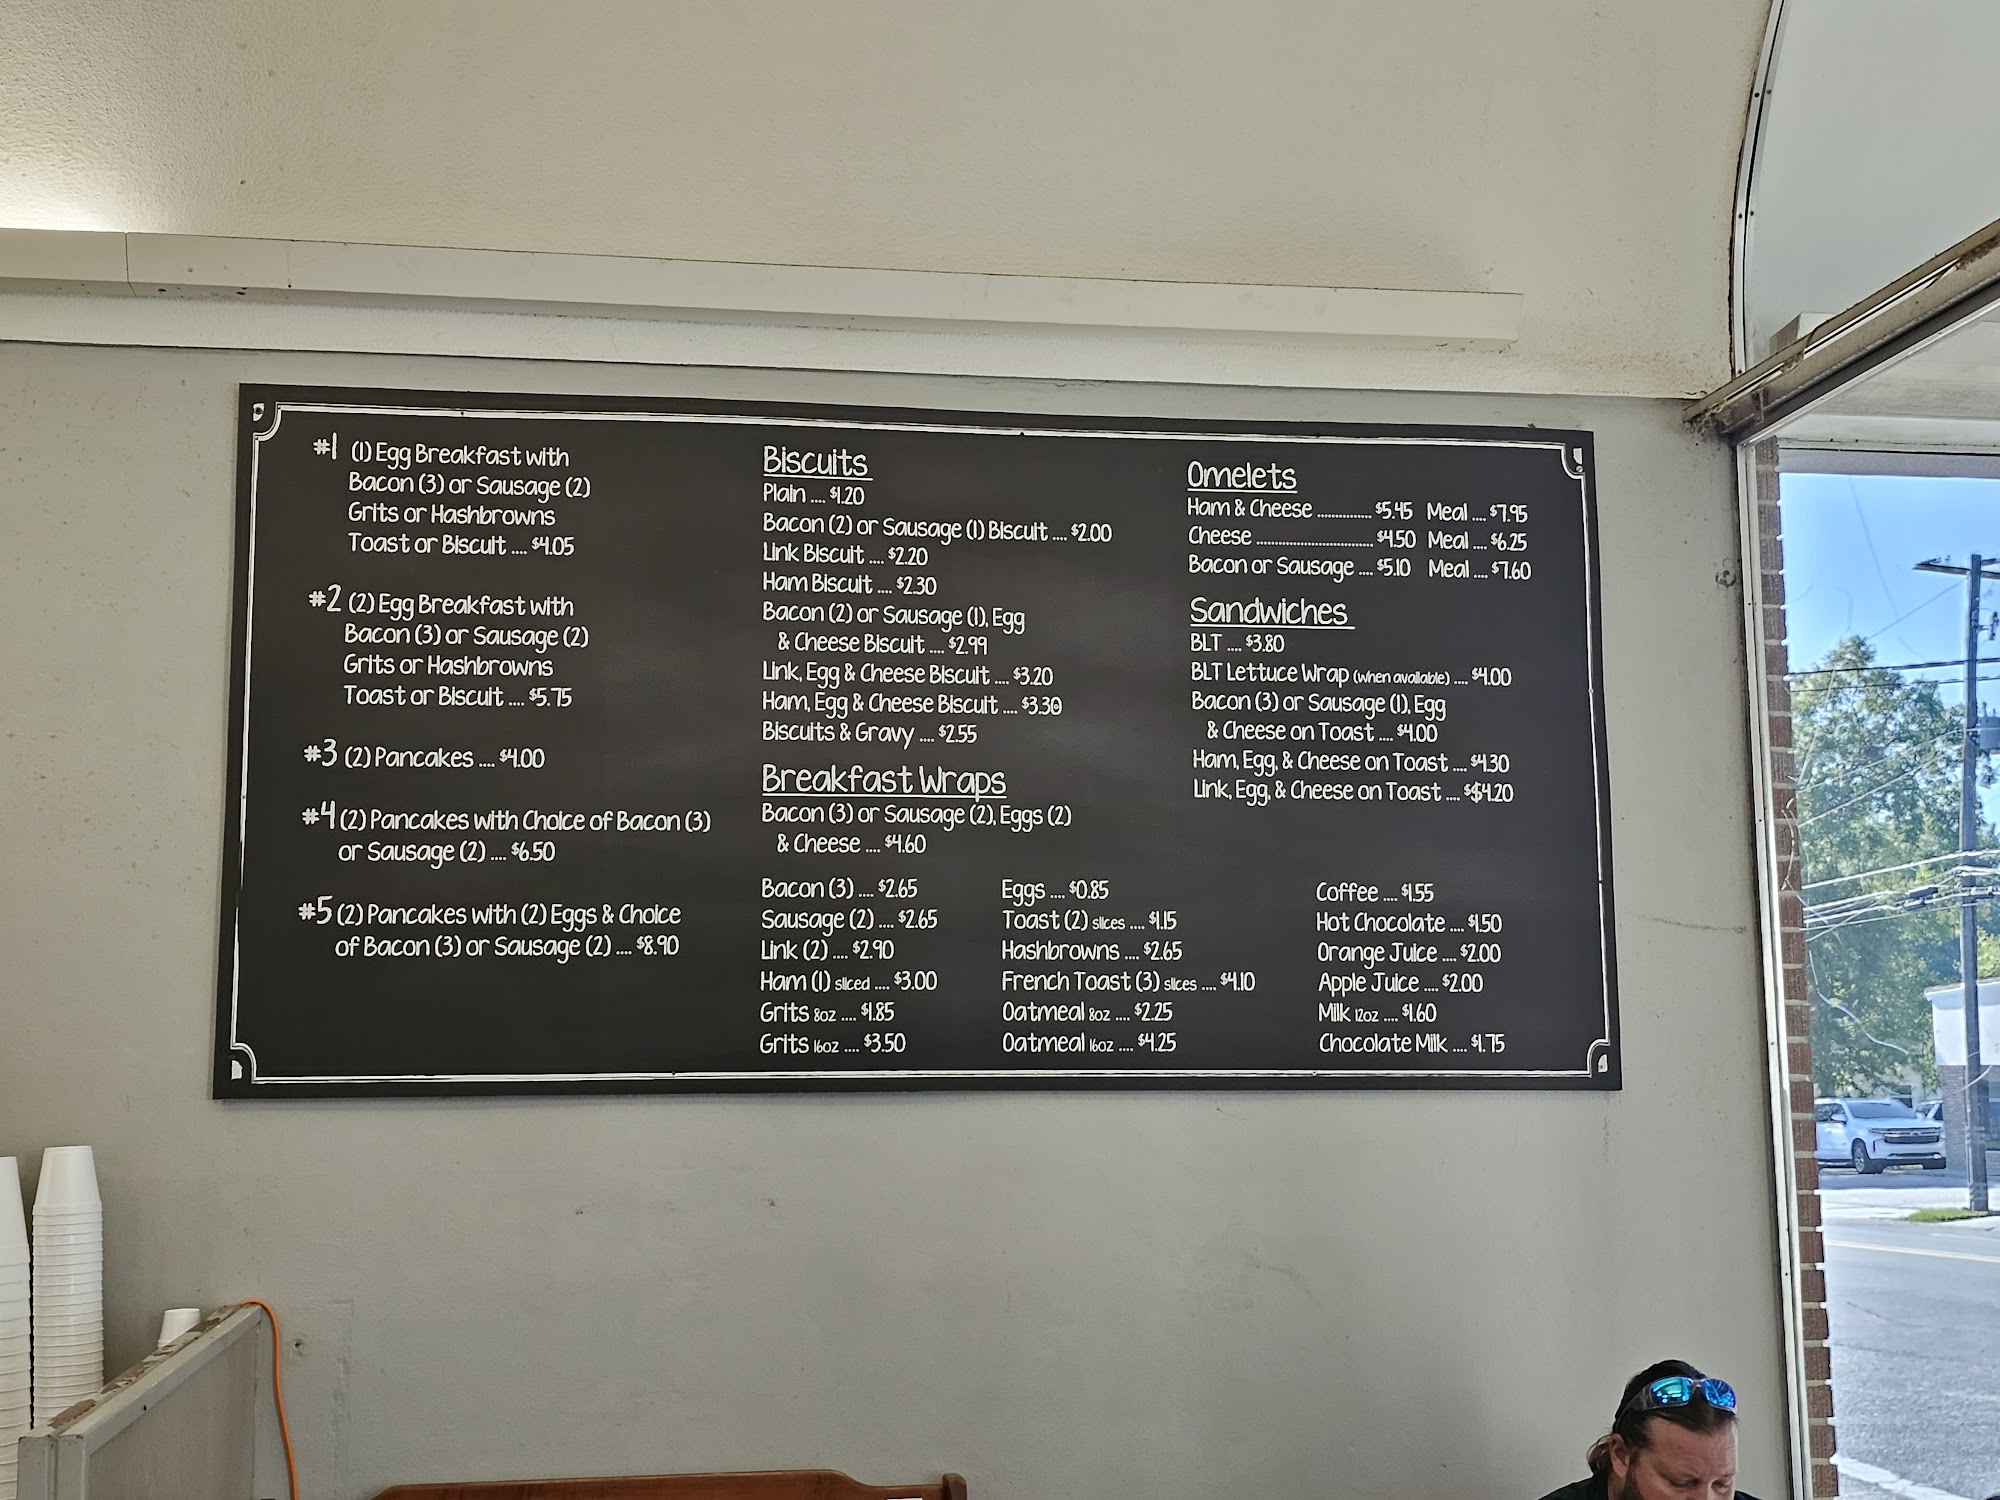 #1 (1) Egg Breakfast with
Bacon (3) or Sausage (2)
Grits or Hashbrowns
Toast or Biscuit .... $4.05
#2 (2) Egg Breakfast with
Bacon (3) or Sausage (2)
Grits or Hashbrowns
Toast or Biscuit .... $5.75
#3 (2) Pancakes .... $4.00
#4 (2) Pancakes with Choice of Bacon (3)
or Sausage (2) .... $6.50
#5 (2) Pancakes with (2) Eggs & Choice
of Bacon (3) or Sausage (2) .... $8.90
Biscuits
Plain .... $1.20
Bacon (2) or Sausage (1) Biscuit .... $2.00
Link Biscuit .... $2.20
Ham Biscuit .... $2.30
Bacon (2) or Sausage (1), Egg
& Cheese Biscuit .... $2.99
Link, Egg & Cheese Biscuit .... $3.20
Ham, Egg & Cheese Biscuit .... $3.30
Biscuits & Gravy .... $2.55
Breakfast Wraps
Bacon (3) or Sausage (2), Eggs (2)
& Cheese .... $4.60
Omelets
Ham & Cheese ............... $5.45 Meal .... $7.95
Cheese ................................ $4.50 Meal .... $6.25
Bacon or Sausage .... $5.10 Meal .... $7.60
Sandwiches
BLT .... $3.80
BLT Lettuce Wrap (when available) .... $4.00
Bacon (3) or Sausage (1), Egg
& Cheese on Toast .... $4.00
Ham, Egg, & Cheese on Toast .... $4.30
Link, Egg, & Cheese on Toast .... $$4.20
Bacon (3) .... $2.65
Sausage (2) .... $2.65
Link (2) .... $2.90
Ham (1) sliced .... $3.00
Grits 8oz .... $1.85
Grits 16oz .... $3.50
Eggs .... $0.85
Toast (2) slices .... $1.15
Hashbrowns .... $2.65
French Toast (3) slices .... $4.10
Oatmeal 8oz .... $2.25
Oatmeal 16oz .... $4.25
Coffee .... $1.55
Hot Chocolate .... $1.50
Orange Juice .... $2.00
Apple Juice .... $2.00
Milk 12oz .... $1.60
Chocolate Milk .... $1.75